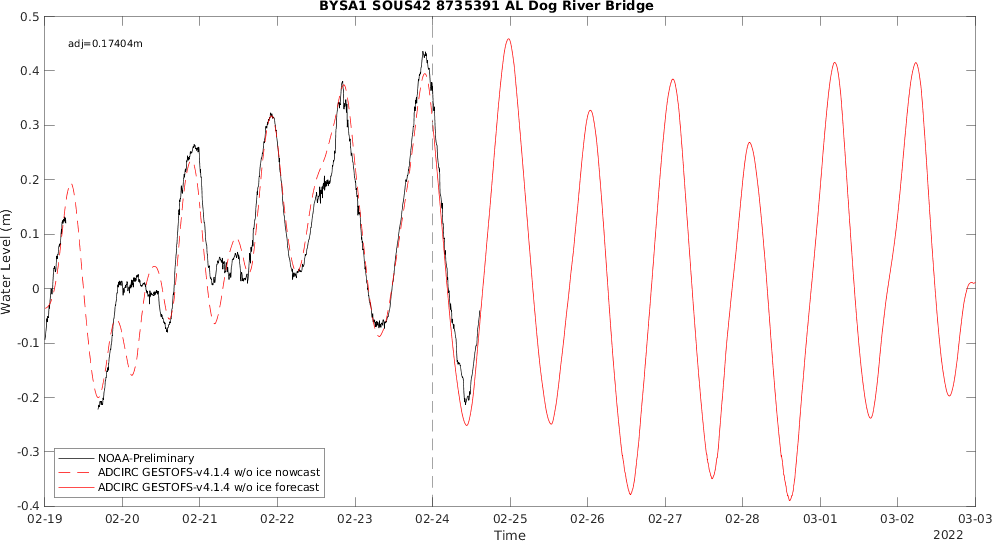 BYSA1 SOUS42 8735391 AL Dog River Bridge
adj=0.17404m
0.5
0.4
0.3
0.2
0.1
0
-0.1
-0.2
-0.3
-0.4
Water Level (m)
NOAA-Preliminary
ADCIRC GESTOFS-v4.1.4 w/o ice nowcast
ADCIRC GESTOFS-v4.1.4 w/o ice forecast
02-19 02-20 02-21 02-22 02-23 02-24 02-25 02-26 02-27 02-28 03-01 03-02 03-03
Time
2022